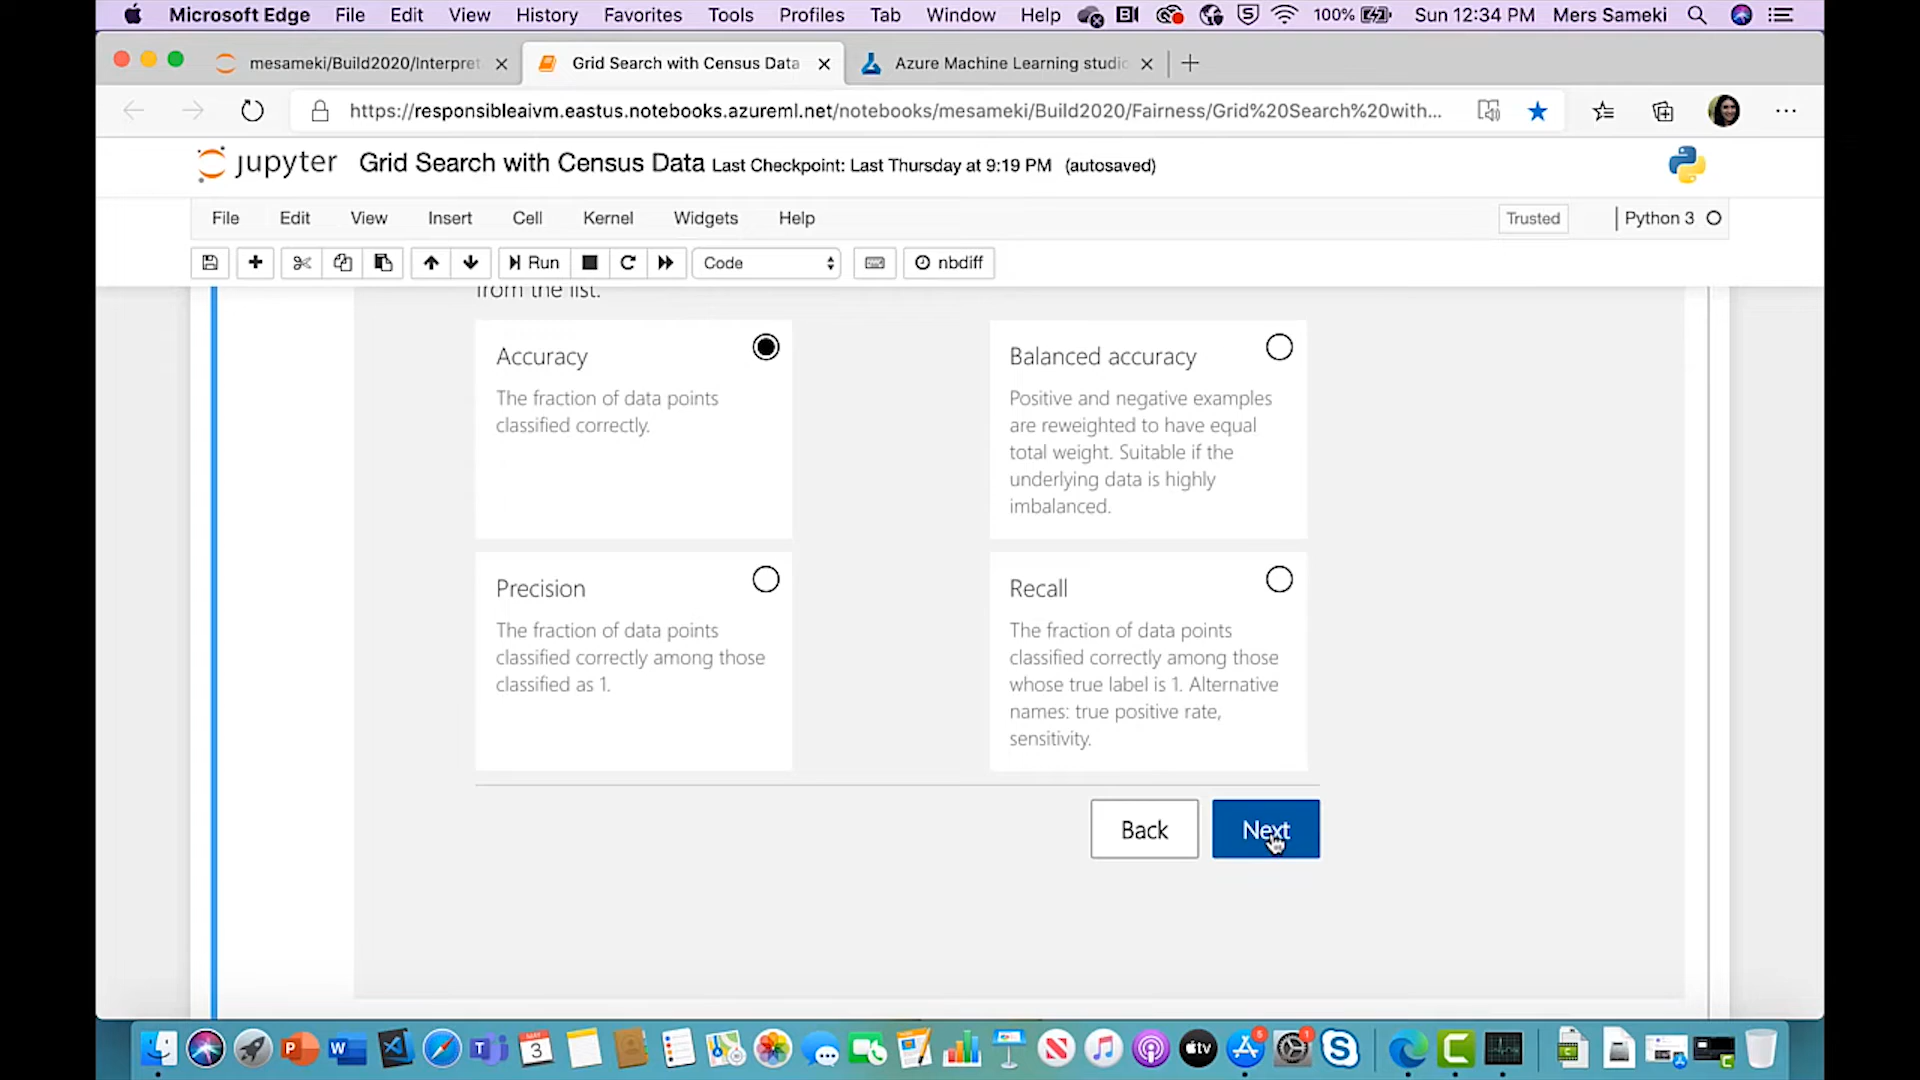 Microsoft Edge File Edit View History Favorites Tools Profiles Tab Window Help 100% Sun 12:34 PM Mers Sameki
mesameki/Build2020/Interpret Grid Search with Census Data Azure Machine Learning studio
https://responsibleaivm.eastus.notebooks.azureml.net/notebooks/mesameki/Build2020/Fairness/Grid%20Search%20with...
jupyter Grid Search with Census Data Last Checkpoint: Last Thursday at 9:19 PM (autosaved)
File Edit View Insert Cell Kernel Widgets Help Trusted Python 3
Run Code nbdiff
from the list.
Accuracy
The fraction of data points
classified correctly.
Balanced accuracy
Positive and negative examples
are reweighted to have equal
total weight. Suitable if the
underlying data is highly
imbalanced.
Precision
The fraction of data points
classified correctly among those
classified as 1.
Recall
The fraction of data points
classified correctly among those
whose true label is 1. Alternative
names: true positive rate,
sensitivity.
Back Next
MAY
3
tv